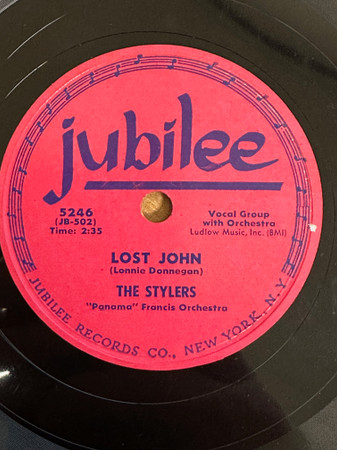 jubilee
5246
(JB-502)
Time: 2:35
Vocal Group
with Orchestra
Ludlow Music, Inc. (BMI)
LOST JOHN
(Lonnie Donnegan)
THE STYLERS
"Panama" Francis Orchestra
JUBILEE RECORDS CO., NEW YORK, N.Y.